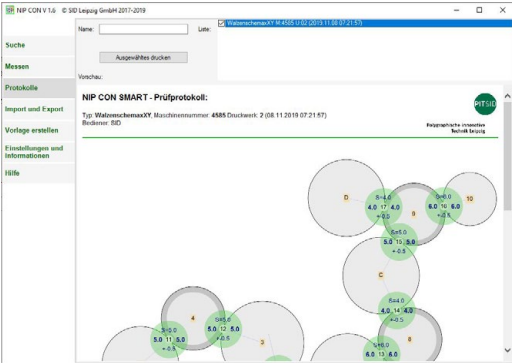 NIP CON V 1.6 © SID Leipzig GmbH 2017-2019
Name:
Liste:
WalzenschemaxXY M:4585 U:02 (2019.11.08 07:21:57)
Ausgewähltes drucken
Vorschau:
Suche
Messen
Protokolle
Import und Export
Vorlage erstellen
Einstellungen und
Informationen
Hilfe
NIP CON SMART - Prüfprotokoll:
Typ: WalzenschemaxXY, Maschinennummer: 4585 Druckwerk: 2 (08.11.2019 07:21:57)
Bediener: SID
PITSID
Polygraphische innovative
Technik Leipzig
D
S=4.0
4.0 17 4.0
+-0.5
9
S=6.0
6.0 16 6.0
+-0.5
10
S=5.0
5.0 15 5.0
+-0.5
C
S=4.0
4.0 14 4.0
+-0.5
8
S=6.0
6.0 13 6.0
4
S=5.0
5.0 12 5.0
+-0.5
3
S=5.0
5.0 11 5.0
+-0.5